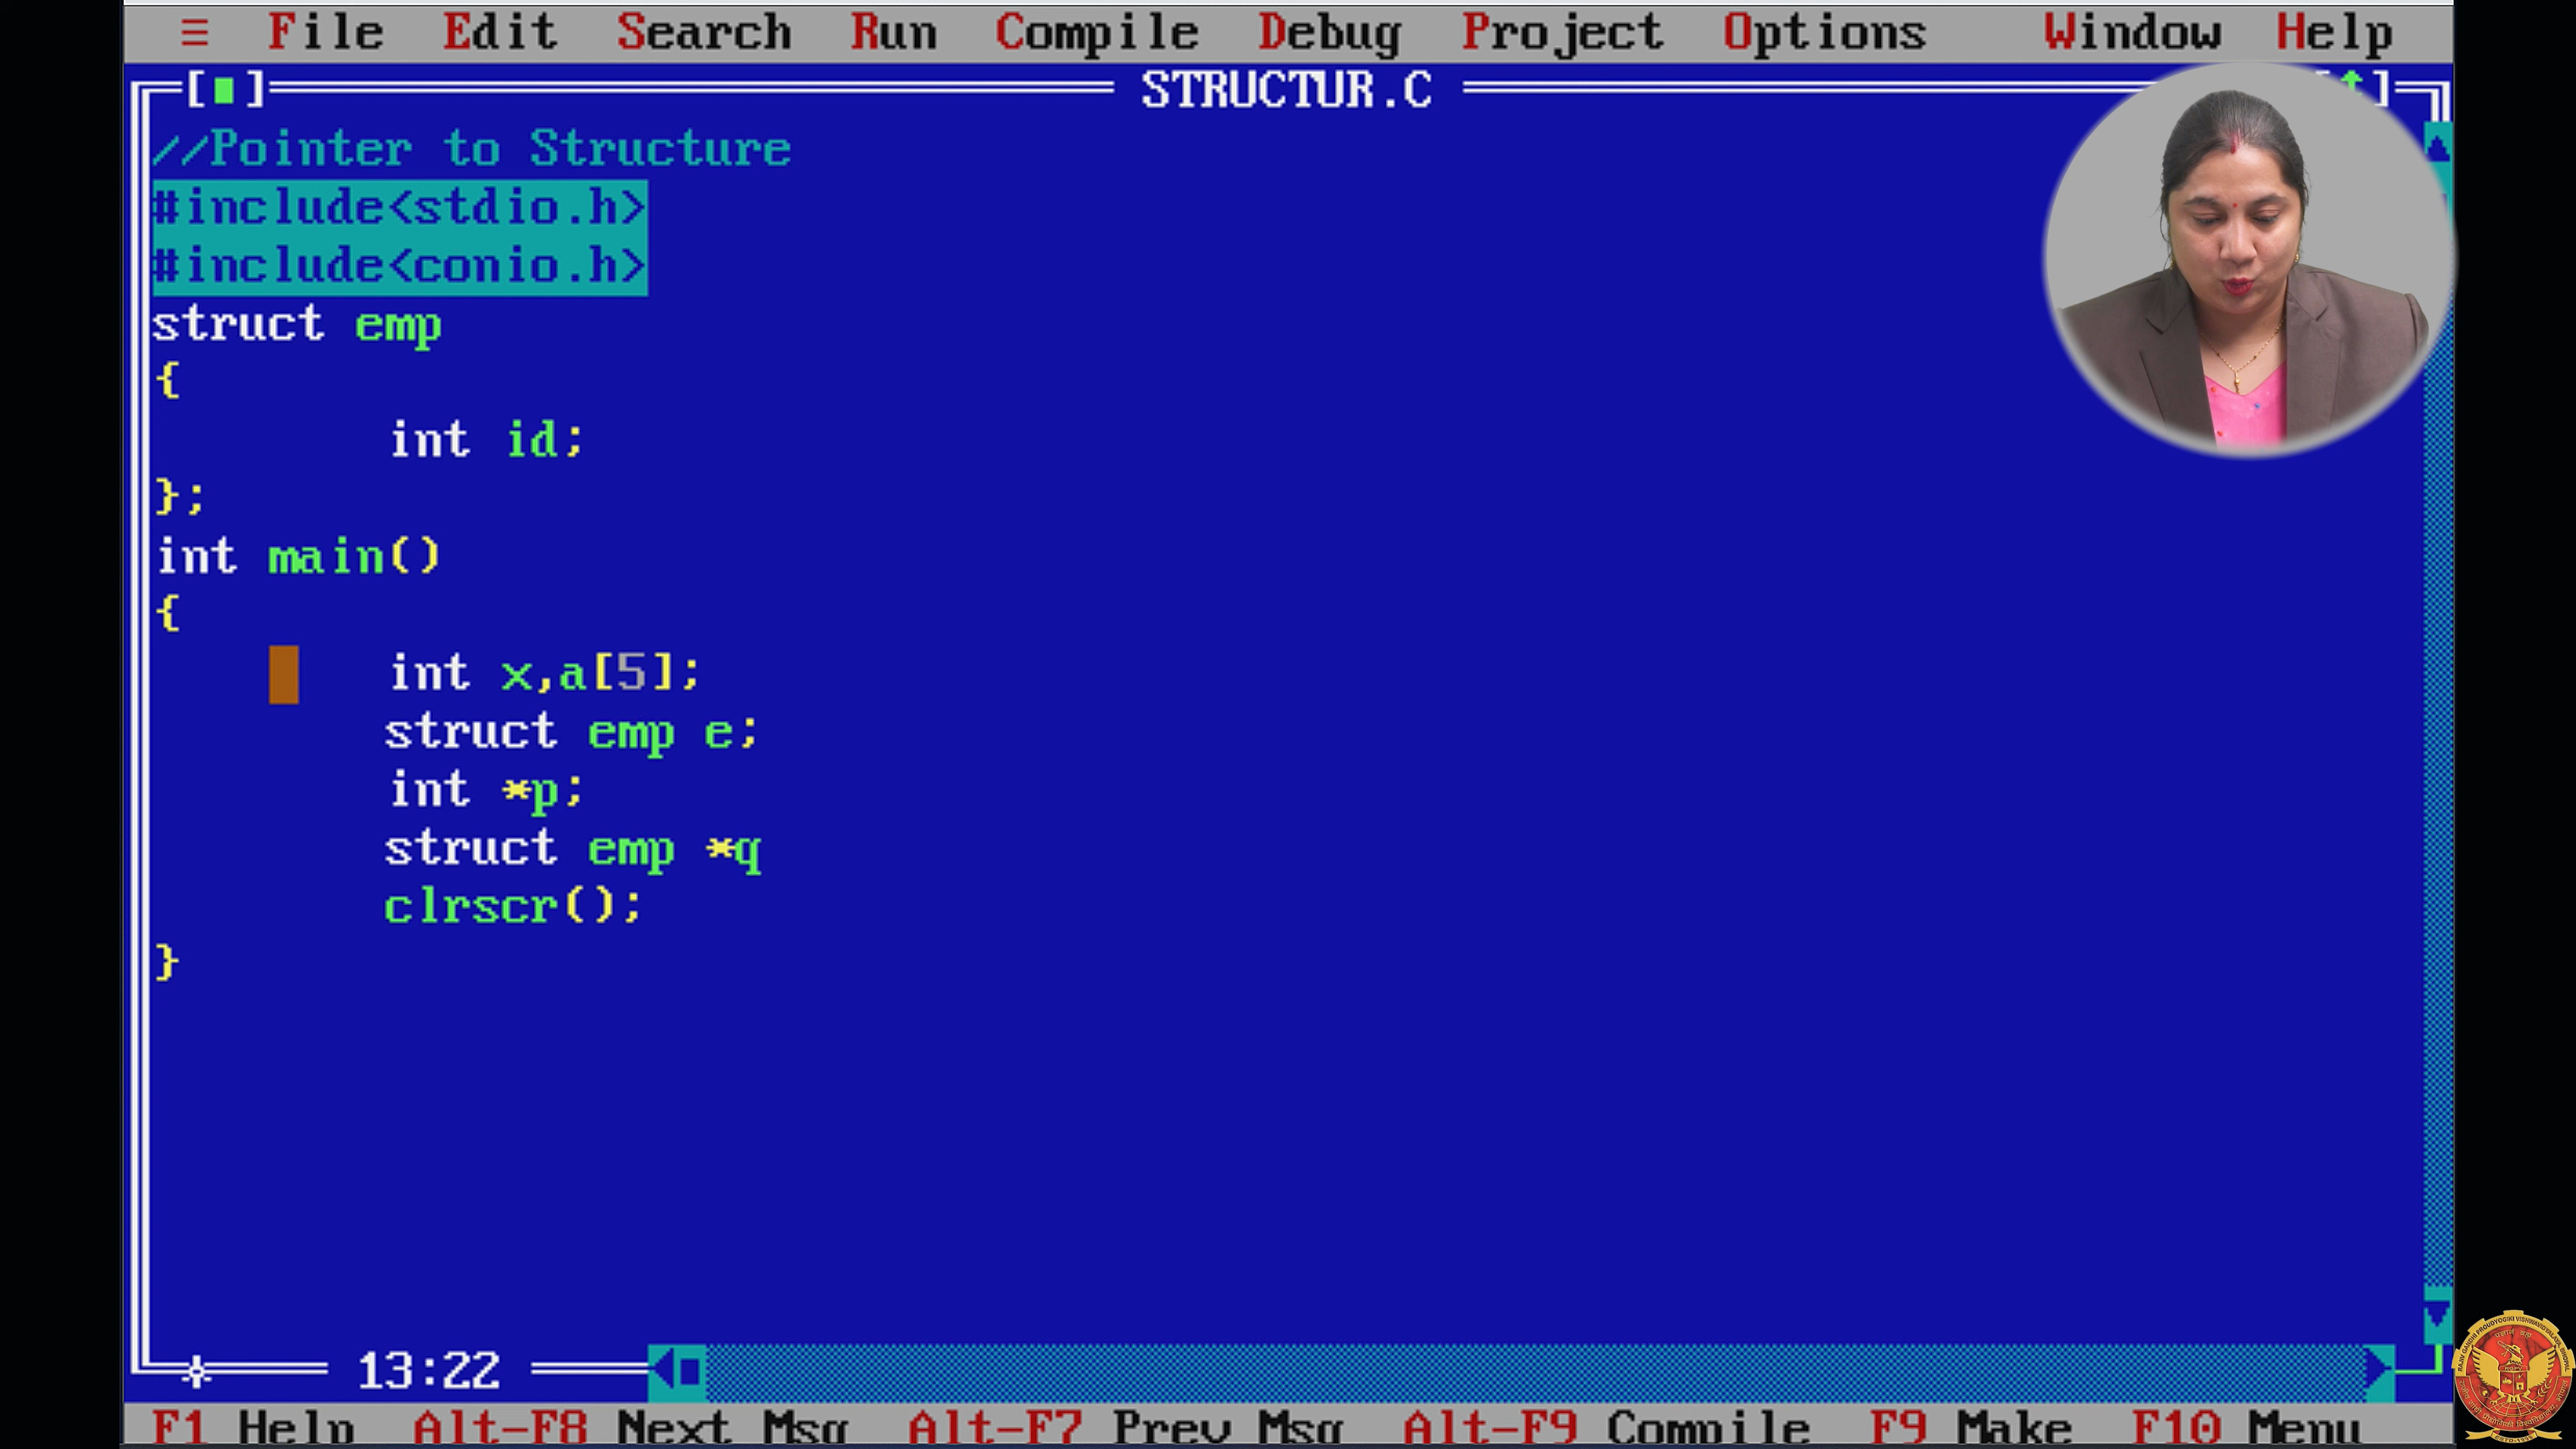 ≡ File Edit Search Run Compile Debug Project Options Window Help
[■] STRUCTUR.C [↑]
//Pointer to Structure
#include<stdio.h>
#include<conio.h>
struct emp
{
int id;
};
int main()
{
int x,a[5];
struct emp e;
int *p;
struct emp *q
clrscr();
}
13:22
F1 Help Alt-F8 Next Msg Alt-F7 Prev Msg Alt-F9 Compile F9 Make F10 Menu